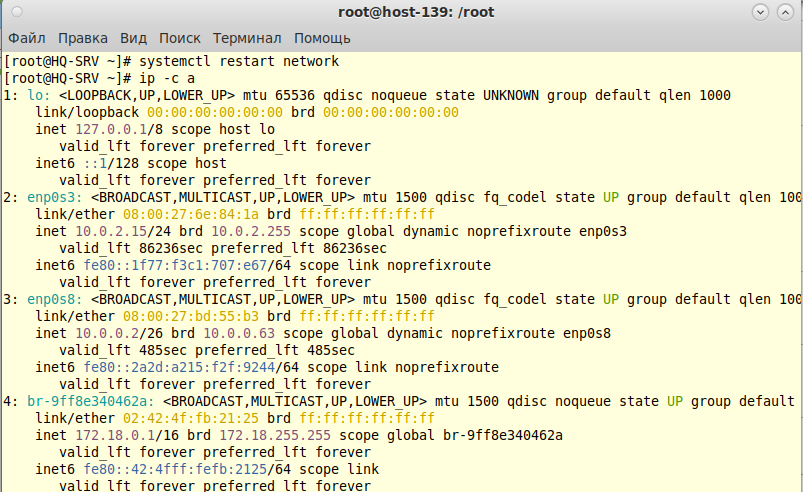 root@host-139: /root
Файл Правка Вид Поиск Терминал Помощь
[root@HQ-SRV ~]# systemctl restart network
[root@HQ-SRV ~]# ip -c a
1: lo: <LOOPBACK,UP,LOWER_UP> mtu 65536 qdisc noqueue state UNKNOWN group default qlen 1000
    link/loopback 00:00:00:00:00:00 brd 00:00:00:00:00:00
    inet 127.0.0.1/8 scope host lo
       valid_lft forever preferred_lft forever
    inet6 ::1/128 scope host
       valid_lft forever preferred_lft forever
2: enp0s3: <BROADCAST,MULTICAST,UP,LOWER_UP> mtu 1500 qdisc fq_codel state UP group default qlen 100
    link/ether 08:00:27:6e:84:1a brd ff:ff:ff:ff:ff:ff
    inet 10.0.2.15/24 brd 10.0.2.255 scope global dynamic noprefixroute enp0s3
       valid_lft 86236sec preferred_lft 86236sec
    inet6 fe80::1f77:f3c1:707:e67/64 scope link noprefixroute
       valid_lft forever preferred_lft forever
3: enp0s8: <BROADCAST,MULTICAST,UP,LOWER_UP> mtu 1500 qdisc fq_codel state UP group default qlen 100
    link/ether 08:00:27:bd:55:b3 brd ff:ff:ff:ff:ff:ff
    inet 10.0.0.2/26 brd 10.0.0.63 scope global dynamic noprefixroute enp0s8
       valid_lft 485sec preferred_lft 485sec
    inet6 fe80::2a2d:a215:f2f:9244/64 scope link noprefixroute
       valid_lft forever preferred_lft forever
4: br-9ff8e340462a: <BROADCAST,MULTICAST,UP,LOWER_UP> mtu 1500 qdisc noqueue state UP group default
    link/ether 02:42:4f:fb:21:25 brd ff:ff:ff:ff:ff:ff
    inet 172.18.0.1/16 brd 172.18.255.255 scope global br-9ff8e340462a
       valid_lft forever preferred_lft forever
    inet6 fe80::42:4fff:fefb:2125/64 scope link
       valid_lft forever preferred_lft forever